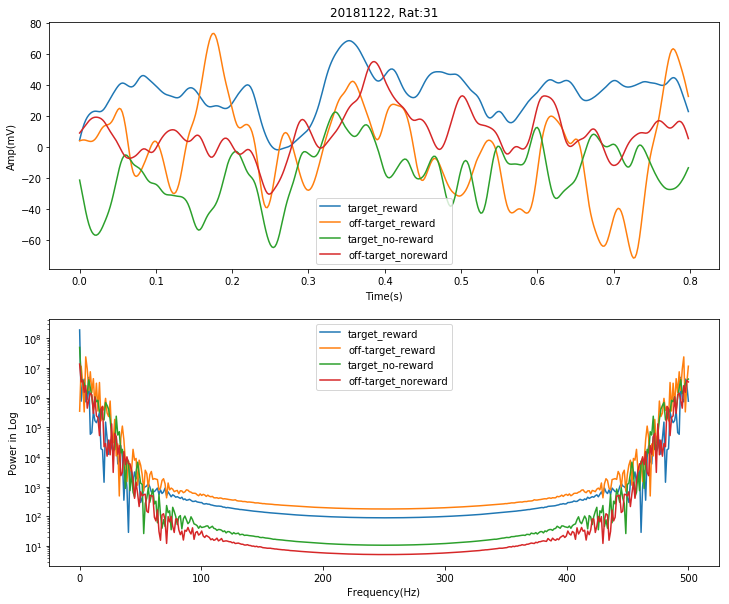 20181122, Rat:31
Amp(mV)
80
60
40
20
0
−20
−40
−60
target_reward
off-target_reward
target_no-reward
off-target_noreward
0.0 0.1 0.2 0.3 0.4 0.5 0.6 0.7 0.8
Time(s)
Power in Log
10^8
10^7
10^6
10^5
10^4
10^3
10^2
10^1
target_reward
off-target_reward
target_no-reward
off-target_noreward
0 100 200 300 400 500
Frequency(Hz)